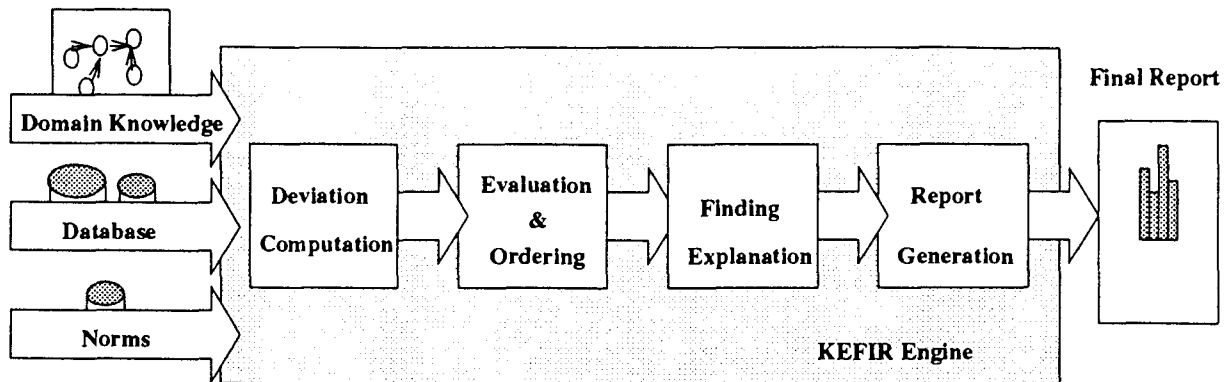 Domain Knowledge
Database
Norms
Deviation
Computation
Evaluation
&
Ordering
Finding
Explanation
Report
Generation
KEFIR Engine
Final Report